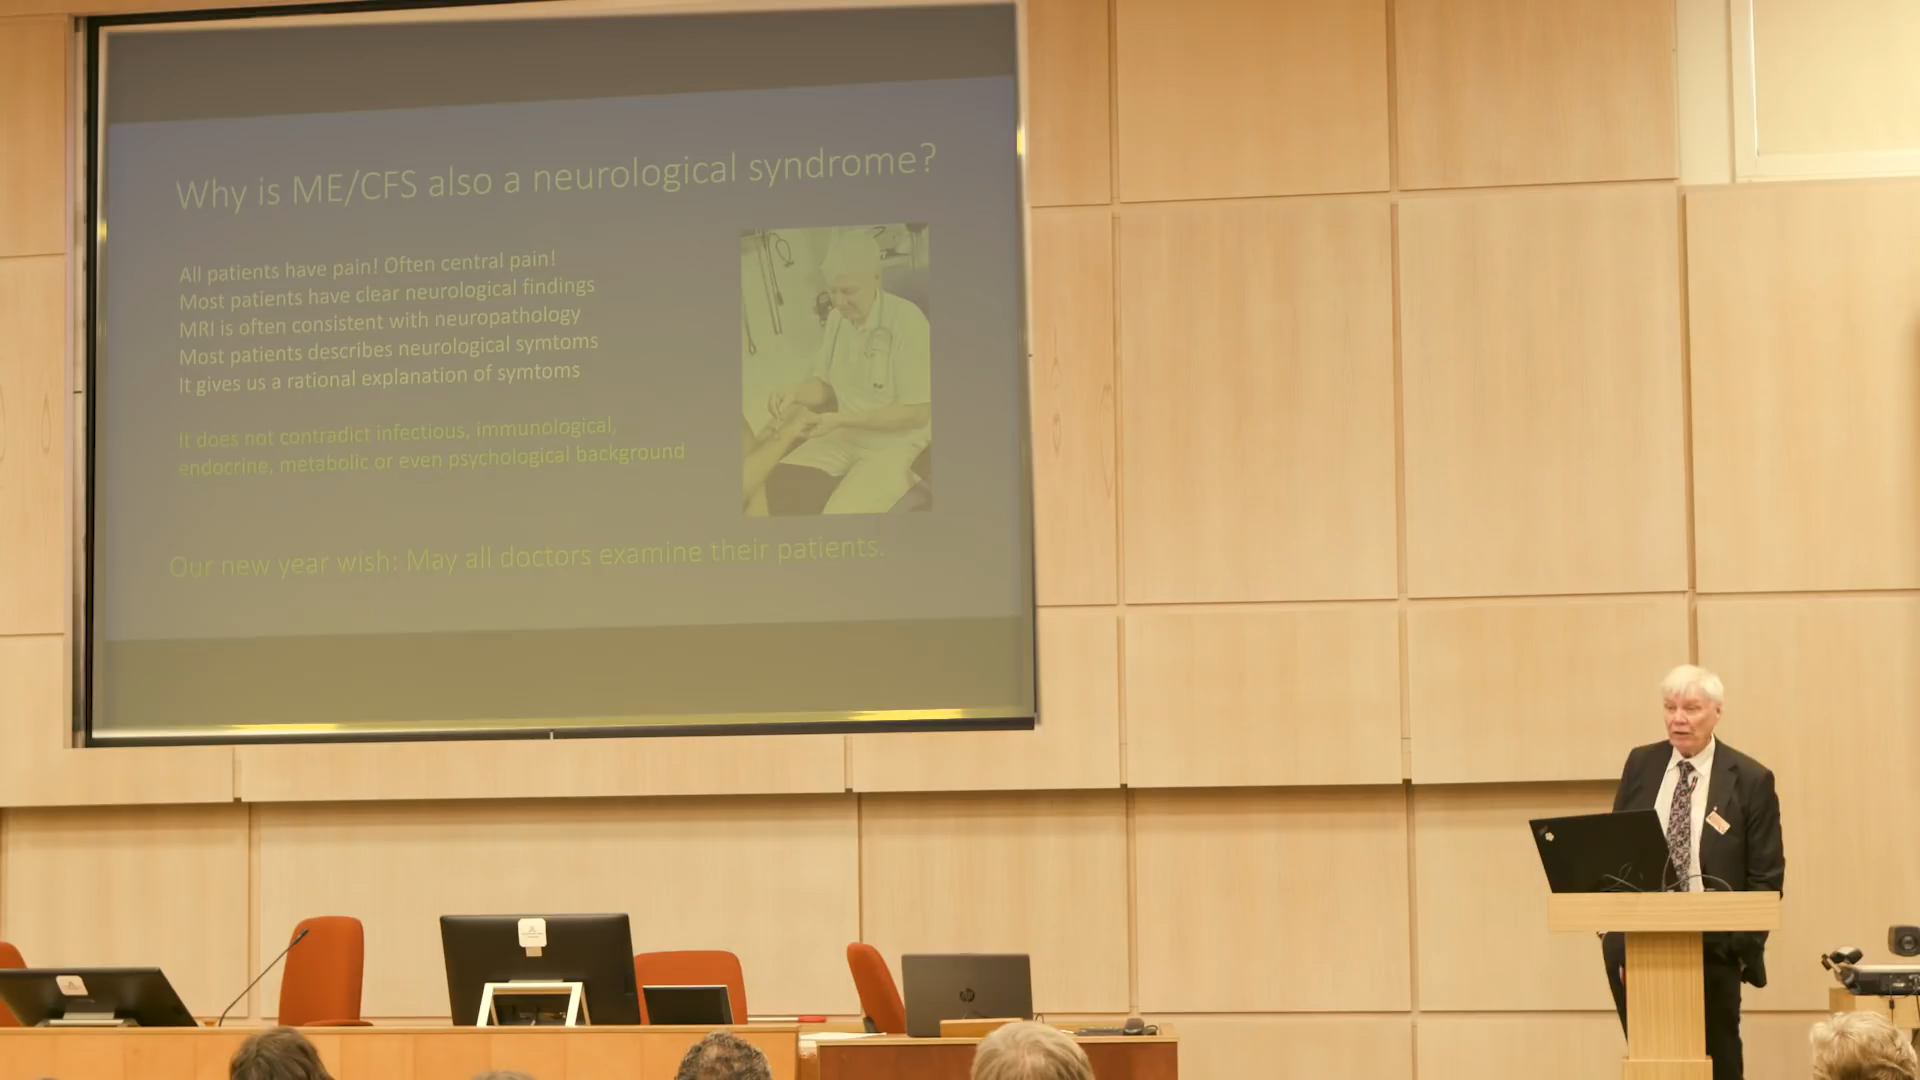 Why is ME/CFS also a neurological syndrome?
All patients have pain! Often central pain!
Most patients have clear neurological findings
MRI is often consistent with neuropathology
Most patients describes neurological symtoms
It gives us a rational explanation of symtoms
It does not contradict infectious, immunological,
endocrine, metabolic or even psychological background
Our new year wish: May all doctors examine their patients.
hp